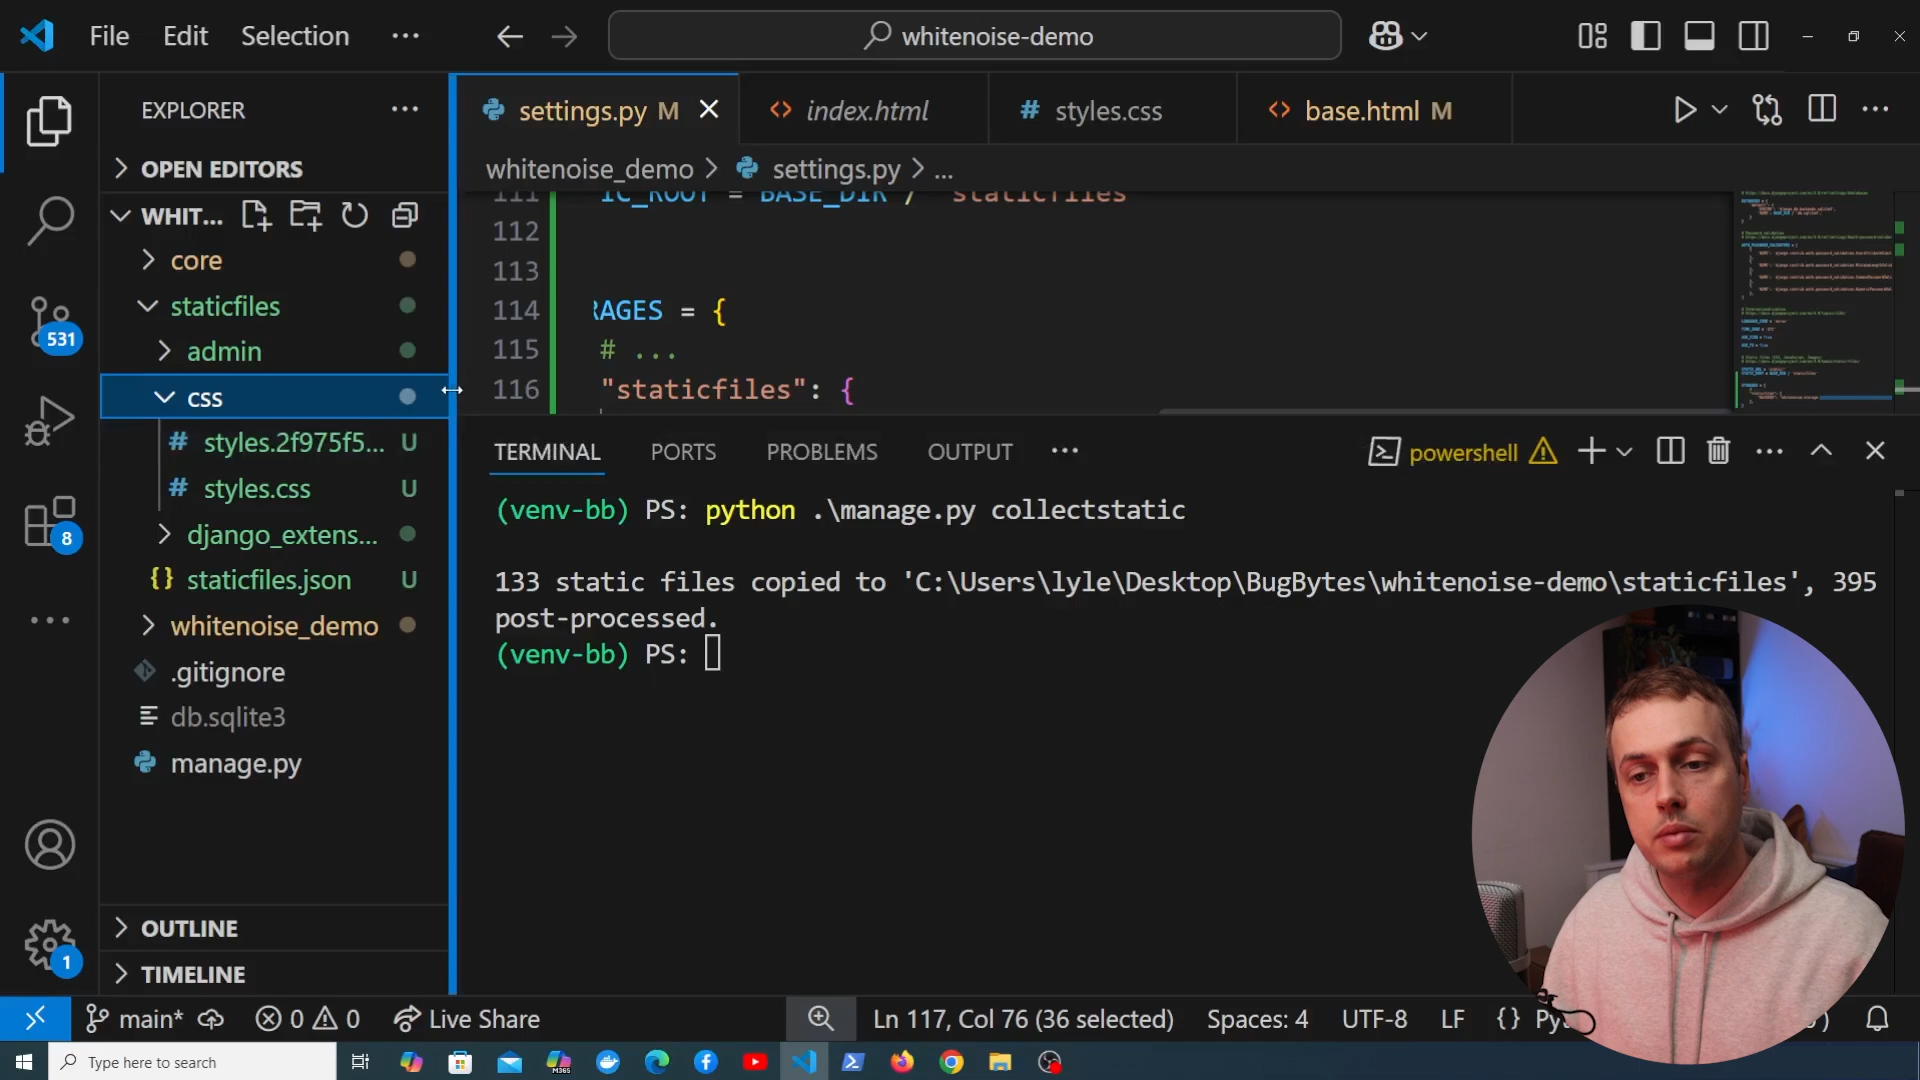 File Edit Selection ···
whitenoise-demo
EXPLORER ···
OPEN EDITORS
WHIT...
core
staticfiles
admin
css
styles.2f975f5... U
styles.css U
django_extens...
staticfiles.json U
whitenoise_demo
.gitignore
db.sqlite3
manage.py
OUTLINE
TIMELINE
531
8
1
settings.py M
index.html
styles.css
base.html M
whitenoise_demo > settings.py > ...
111 IC_ROOT = BASE_DIR / "staticfiles"
112
113
114 RAGES = {
115 # ...
116 "staticfiles": {
TERMINAL PORTS PROBLEMS OUTPUT ···
powershell
(venv-bb) PS: python .\manage.py collectstatic
133 static files copied to 'C:\Users\lyle\Desktop\BugBytes\whitenoise-demo\staticfiles', 395
post-processed.
(venv-bb) PS:
main* 0 0 Live Share
Ln 117, Col 76 (36 selected) Spaces: 4 UTF-8 LF {}
Type here to search